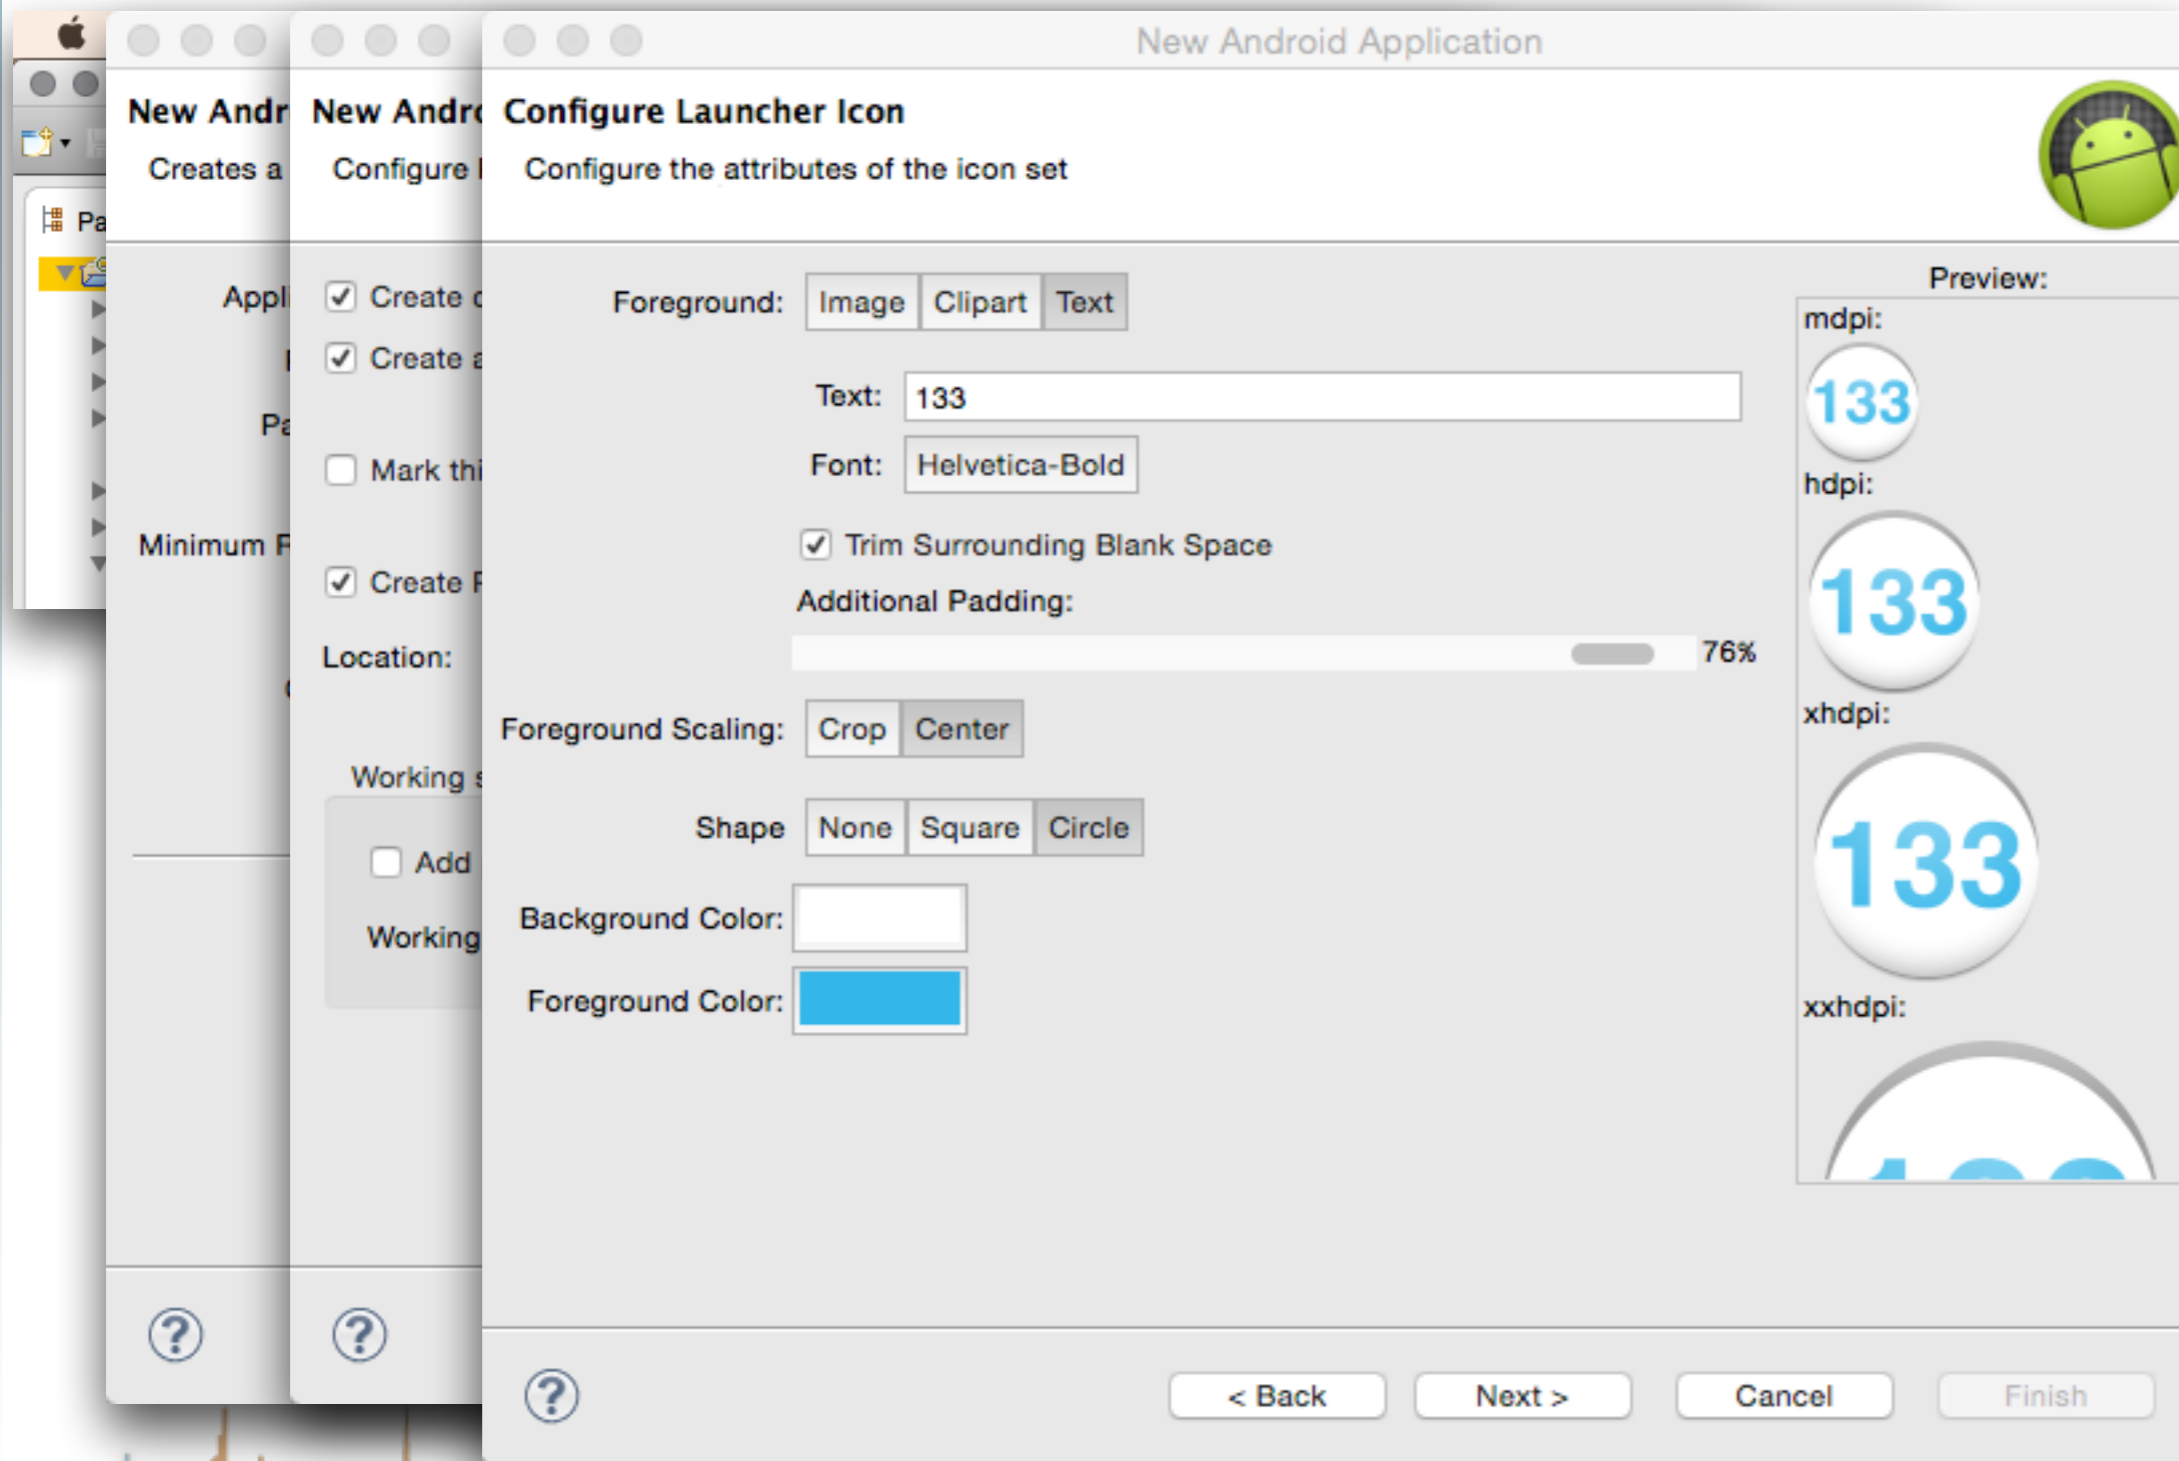 New Android Application
New Andr
Creates a
New Andr
Configure
Configure Launcher Icon
Configure the attributes of the icon set
Pa
Appli
Pa
Minimum
Create
Create
Mark thi
Create
Location:
Working
Add
Working
Foreground: Image Clipart Text
Text: 133
Font: Helvetica-Bold
Trim Surrounding Blank Space
Additional Padding:
76%
Foreground Scaling: Crop Center
Shape None Square Circle
Background Color:
Foreground Color:
Preview:
mdpi:
133
hdpi:
133
xhdpi:
133
xxhdpi:
< Back Next > Cancel Finish